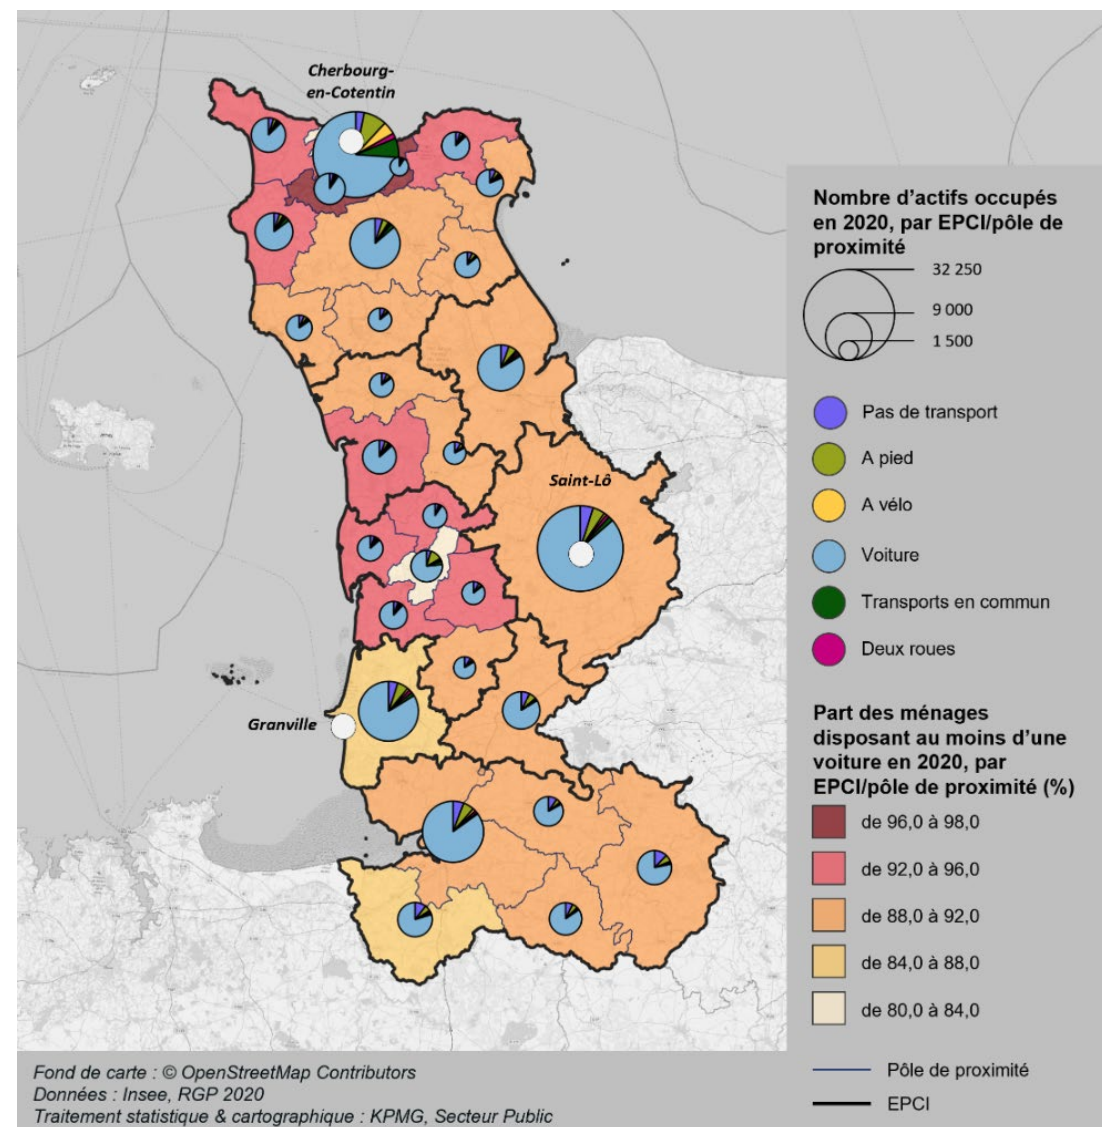 Cherbourg-
en-Cotentin
Saint-Lô
Granville
Nombre d'actifs occupés
en 2020, par EPCI/pôle de
proximité
32 250
9 000
1 500
Pas de transport
A pied
A vélo
Voiture
Transports en commun
Deux roues
Part des ménages
disposant au moins d'une
voiture en 2020, par
EPCI/pôle de proximité (%)
de 96,0 à 98,0
de 92,0 à 96,0
de 88,0 à 92,0
de 84,0 à 88,0
de 80,0 à 84,0
Pôle de proximité
EPCI
Fond de carte : © OpenStreetMap Contributors
Données : Insee, RGP 2020
Traitement statistique & cartographique : KPMG, Secteur Public